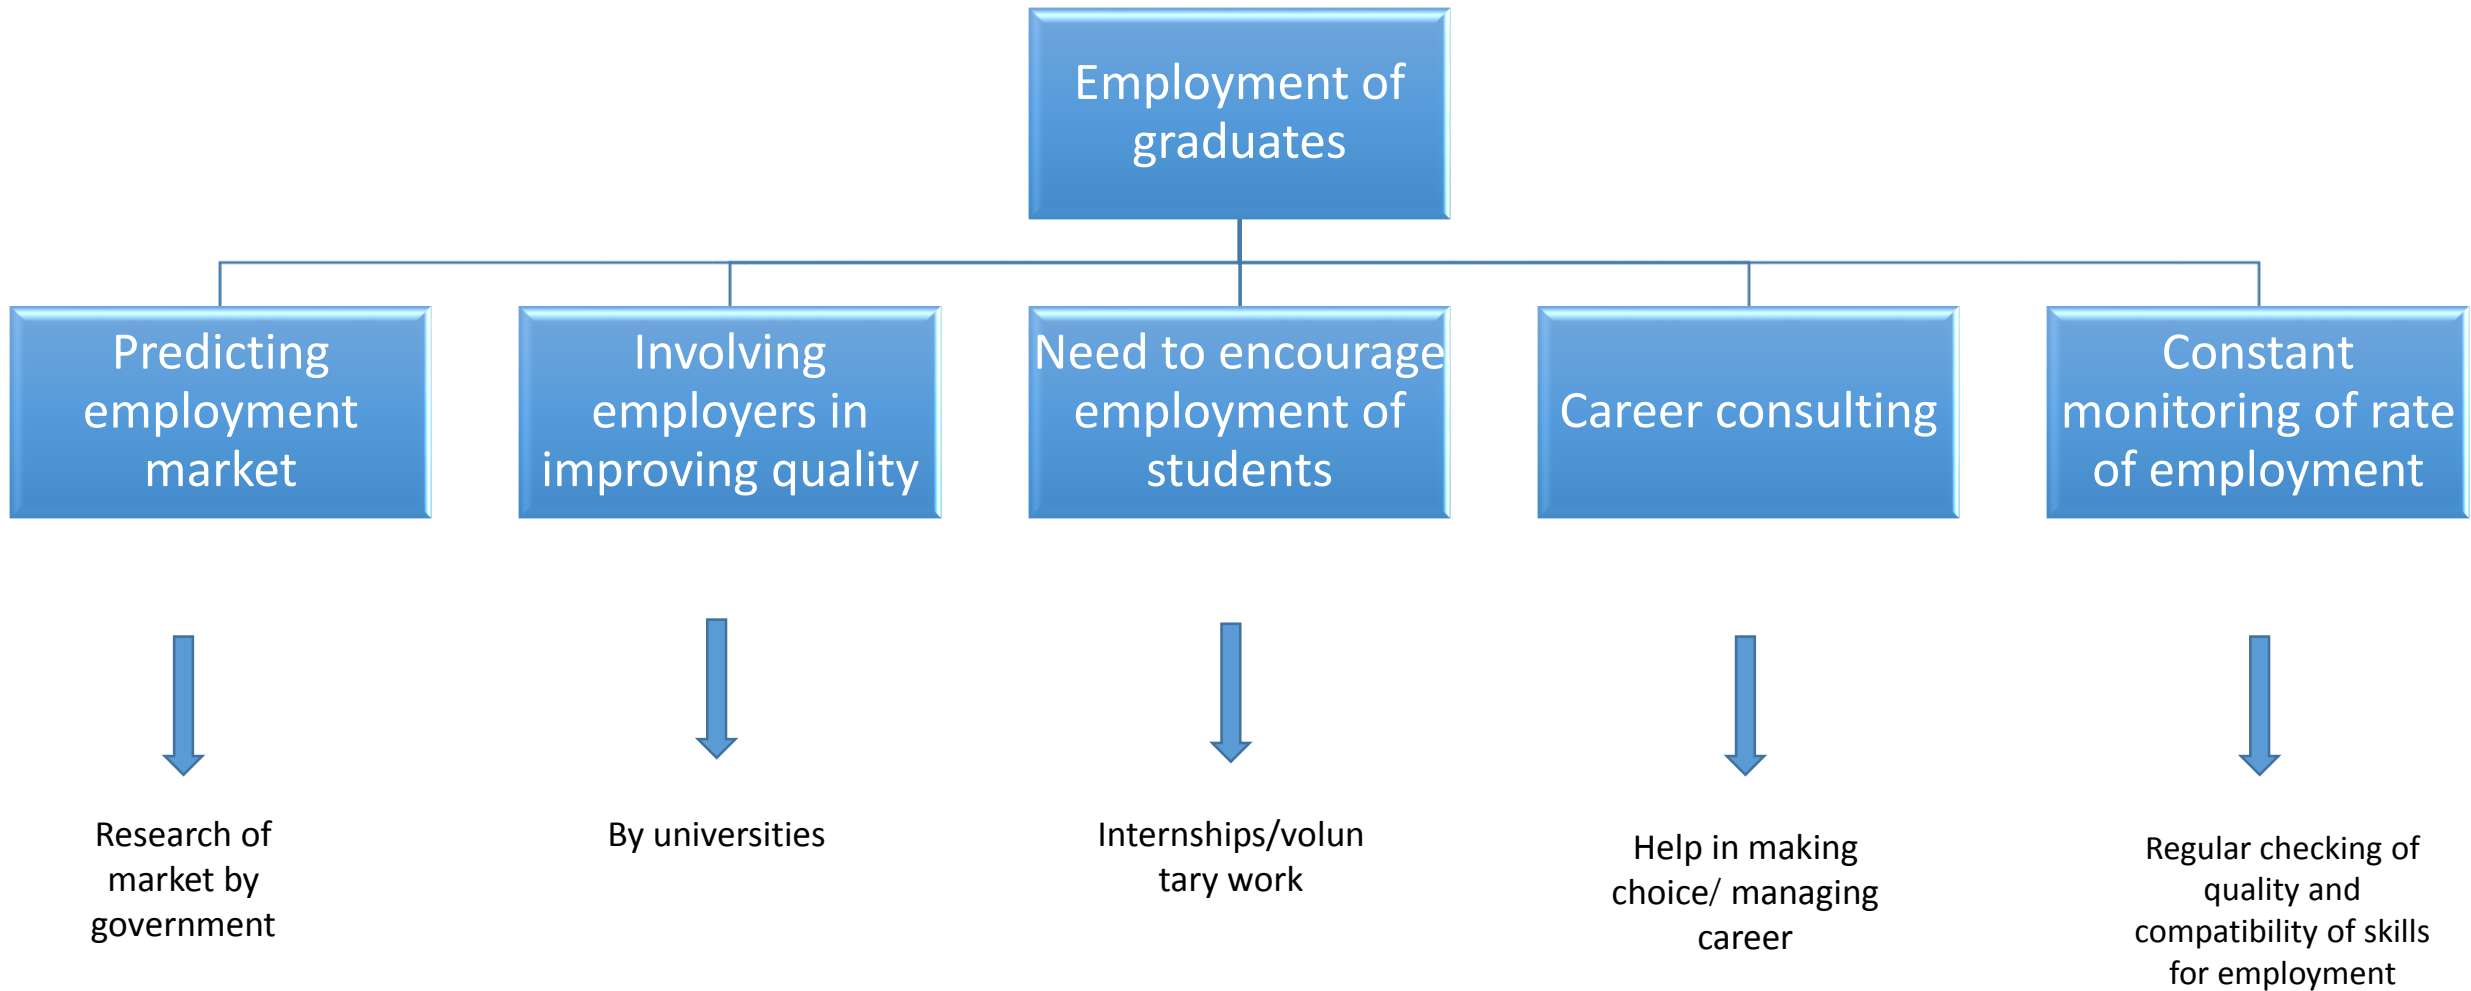 Employment of
graduates
Predicting
employment
market
Involving
employers in
improving quality
Need to encourage
employment of
students
Career consulting
Constant
monitoring of rate
of employment
Research of
market by
government
By universities
Internships/volun
tary work
Help in making
choice/ managing
career
Regular checking of
quality and
compatibility of skills
for employment